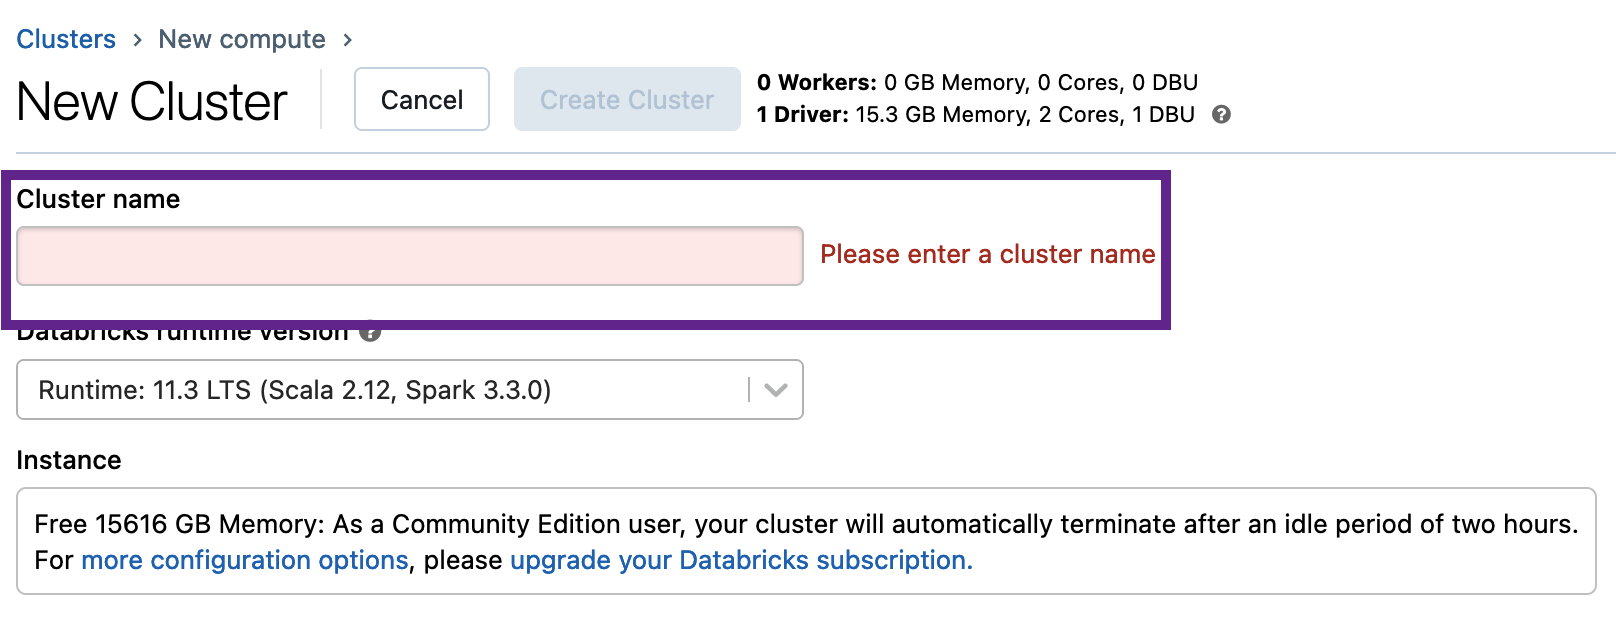 Clusters > New compute >
New Cluster
Cancel
Create Cluster
0 Workers: 0 GB Memory, 0 Cores, 0 DBU
1 Driver: 15.3 GB Memory, 2 Cores, 1 DBU ?
Cluster name
Please enter a cluster name
Databricks runtime version ?
Runtime: 11.3 LTS (Scala 2.12, Spark 3.3.0)
Instance
Free 15616 GB Memory: As a Community Edition user, your cluster will automatically terminate after an idle period of two hours.
For more configuration options, please upgrade your Databricks subscription.